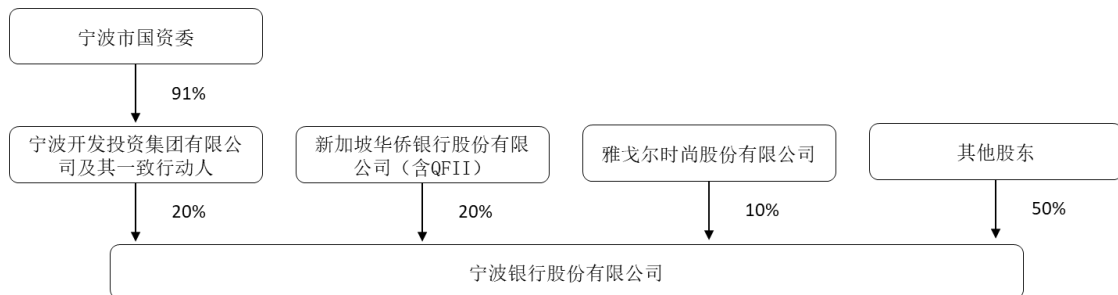 宁波市国资委
91%
宁波开发投资集团有限公
司及其一致行动人
新加坡华侨银行股份有限
公司（含QFII）
雅戈尔时尚股份有限公司
其他股东
20%
20%
10%
50%
宁波银行股份有限公司